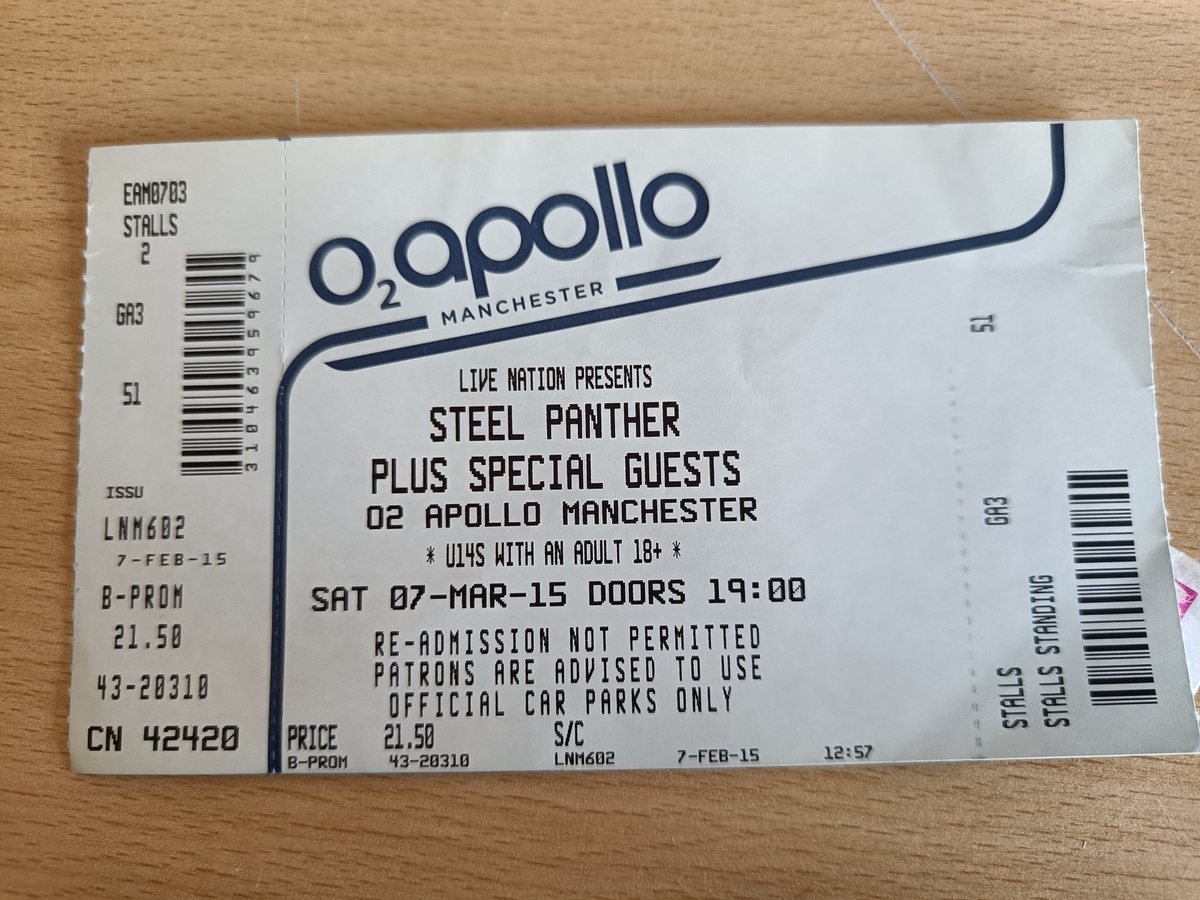 EAM0703
STALLS
2
GA3
51
310463959679
ISSU
LNM602
7-FEB-15
B-PROM
21.50
43-20310
CN 42420
O2 apollo
MANCHESTER
LIVE NATION PRESENTS
STEEL PANTHER
PLUS SPECIAL GUESTS
O2 APOLLO MANCHESTER
* U14S WITH AN ADULT 18+ *
SAT 07-MAR-15 DOORS 19:00
RE-ADMISSION NOT PERMITTED
PATRONS ARE ADVISED TO USE
OFFICIAL CAR PARKS ONLY
PRICE 21.50 S/C
B-PROM 43-20310 LNM602 7-FEB-15 12:57
51
GA3
STALLS
STALLS STANDING